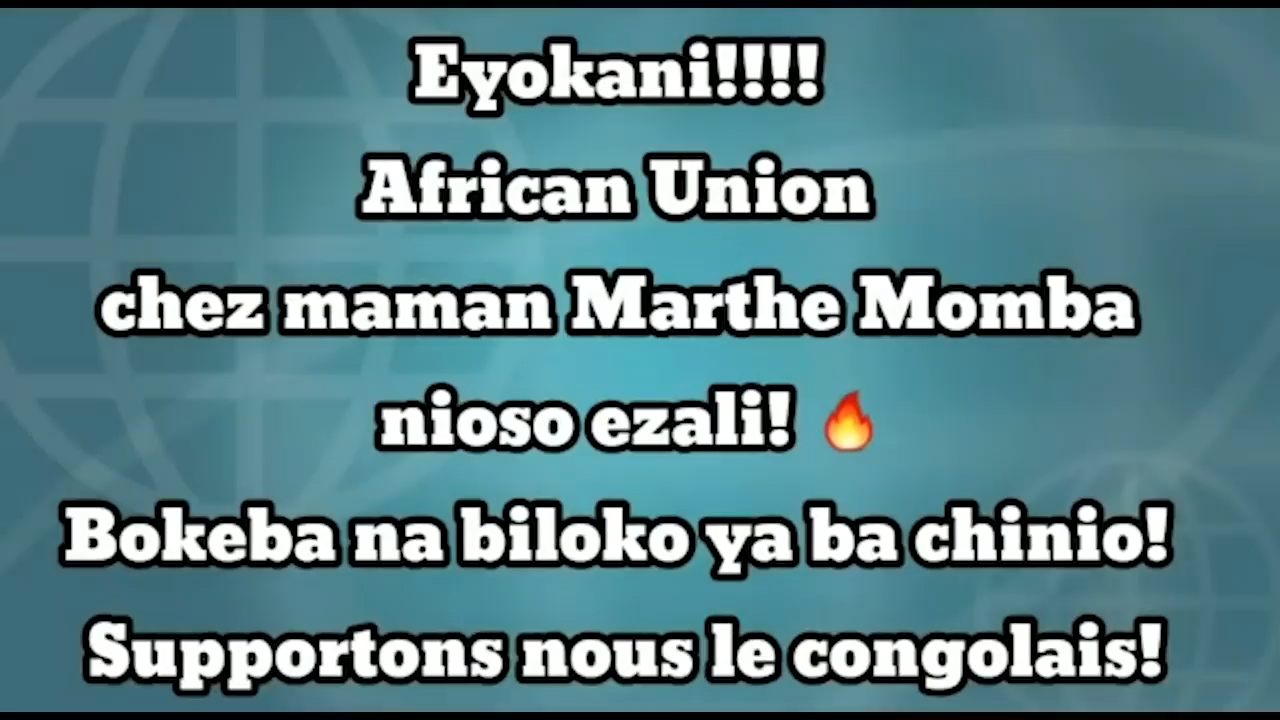 Eyokani!!!!
African Union
chez maman Marthe Momba
nioso ezali! 🔥
Bokeba na biloko ya ba chinio!
Supportons nous le congolais!